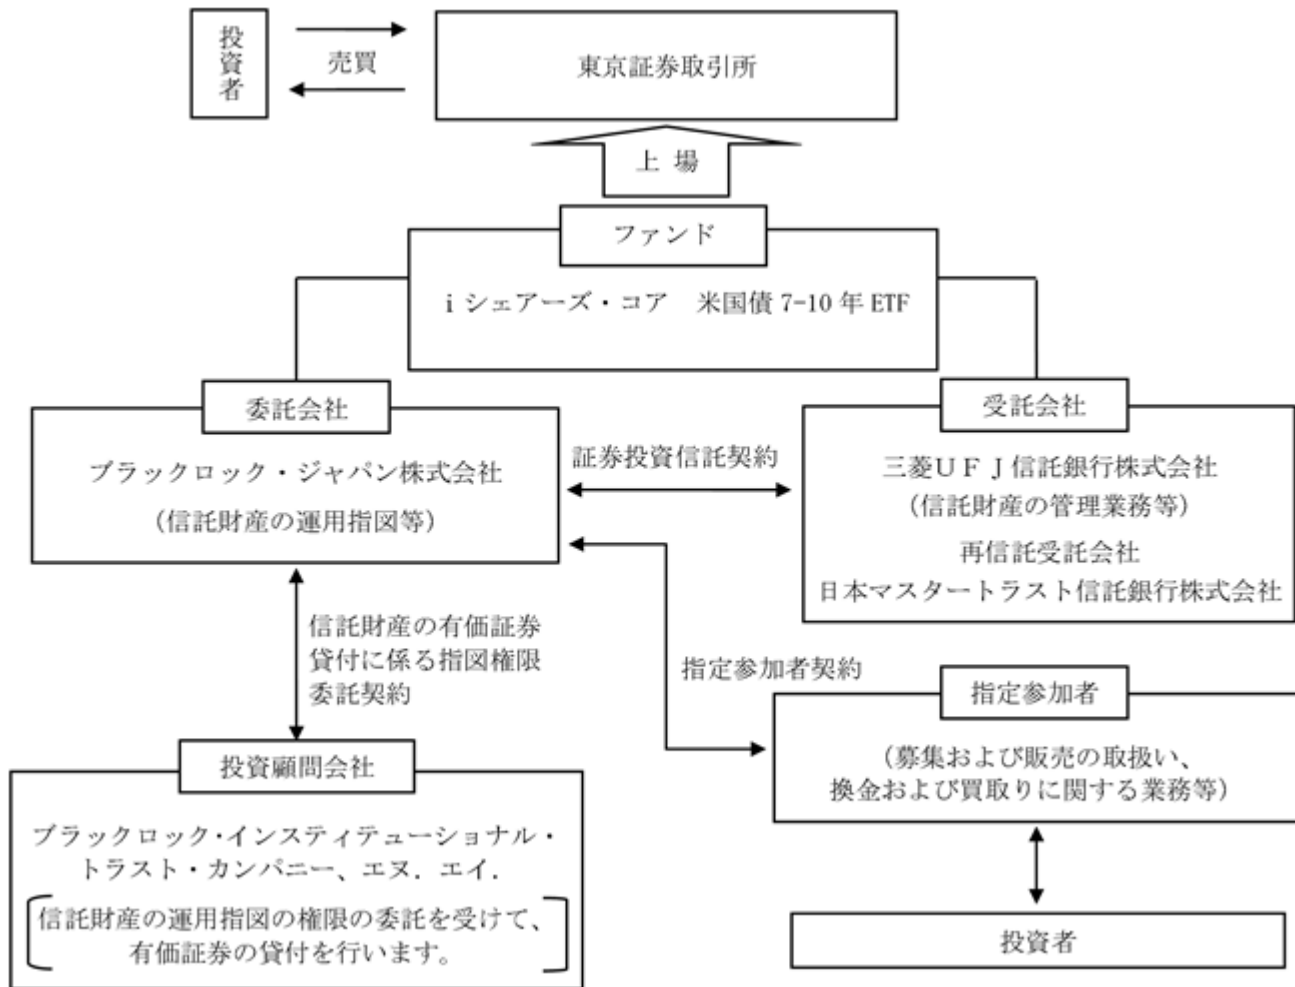 投資者
売買
東京証券取引所
上 場
ファンド
i シェアーズ・コア 米国債 7-10 年 ETF
委託会社
ブラックロック・ジャパン株式会社
（信託財産の運用指図等）
証券投資信託契約
受託会社
三菱ＵＦＪ信託銀行株式会社
（信託財産の管理業務等）
再信託受託会社
日本マスタートラスト信託銀行株式会社
信託財産の有価証券
貸付に係る指図権限
委託契約
指定参加者契約
指定参加者
（募集および販売の取扱い、
換金および買取りに関する業務等）
投資顧問会社
ブラックロック・インスティテューショナル・
トラスト・カンパニー、エヌ．エイ．
信託財産の運用指図の権限の委託を受けて、
有価証券の貸付を行います。
投資者